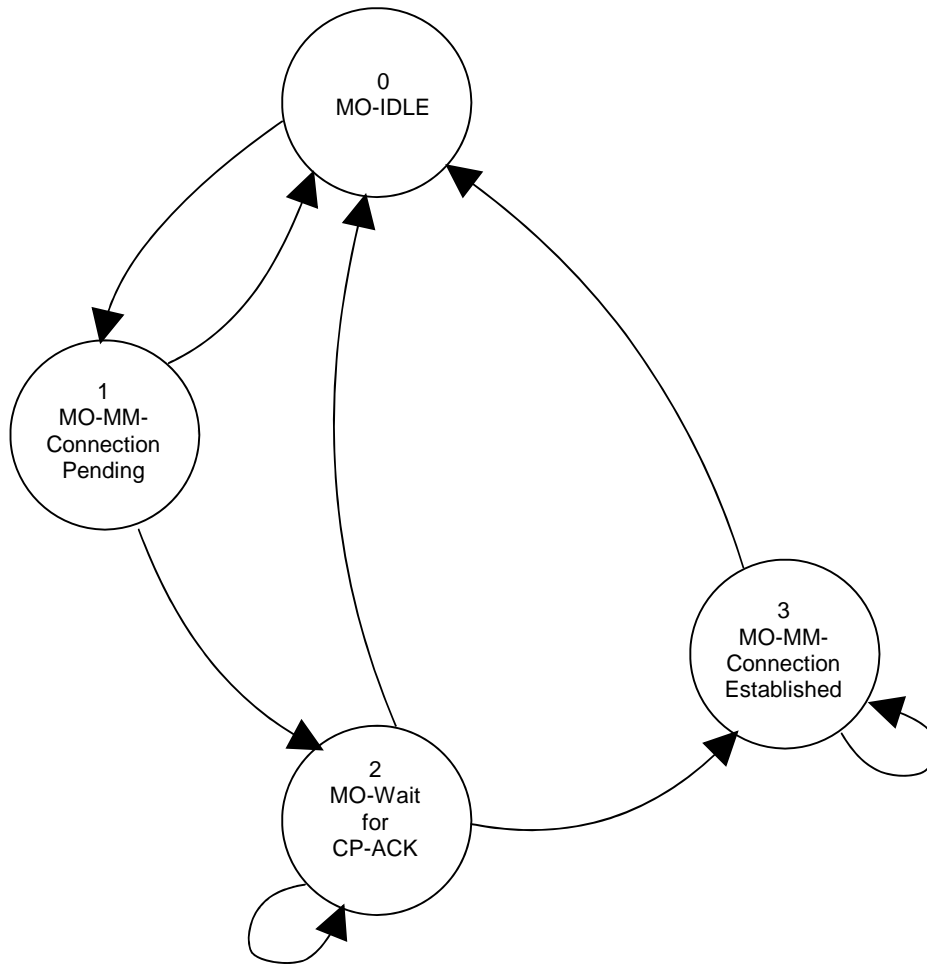 0
MO-IDLE
1
MO-MM-
Connection
Pending
3
MO-MM-
Connection
Established
2
MO-Wait
for
CP-ACK